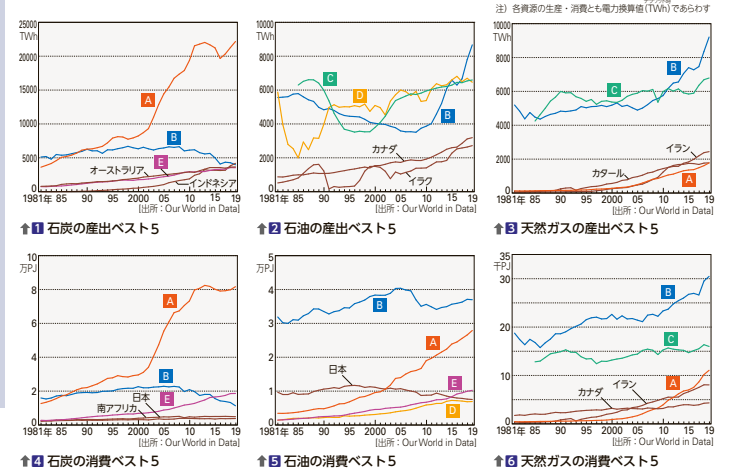 注）各資源の生産・消費とも電力換算値(TWh)であらわす
25000
TWh
20000
15000
10000
5000
0
A
B
E
オーストラリア
インドネシア
1981年 85 90 95 2000 05 15 19
[出所：Our World in Data]
⬆1 石炭の産出ベスト5
10000
TWh
8000
6000
4000
2000
0
C
D
B
カナダ
イラク
1981年 85 90 95 2000 05 15 19
[出所：Our World in Data]
⬆2 石油の産出ベスト5
10000
TWh
8000
6000
4000
2000
0
B
C
イラン
カタール
A
1981年 85 90 95 2000 05 10 15 19
[出所：Our World in Data]
⬆3 天然ガスの産出ベスト5
10
万PJ
8
6
4
2
0
A
B
E
日本
南アフリカ
1981年 85 90 95 2000 05 10 15 19
[出所：Our World in Data]
⬆4 石炭の消費ベスト5
5
万PJ
4
3
2
1
0
B
A
日本
E
D
1981年 85 90 95 2000 05 10 15 19
[出所：Our World in Data]
⬆5 石油の消費ベスト5
35
千PJ
30
20
10
0
B
C
A
カナダ
イラン
1981年 85 90 95 2000 05 10 15 19
[出所：Our World in Data]
⬆6 天然ガスの消費ベスト5